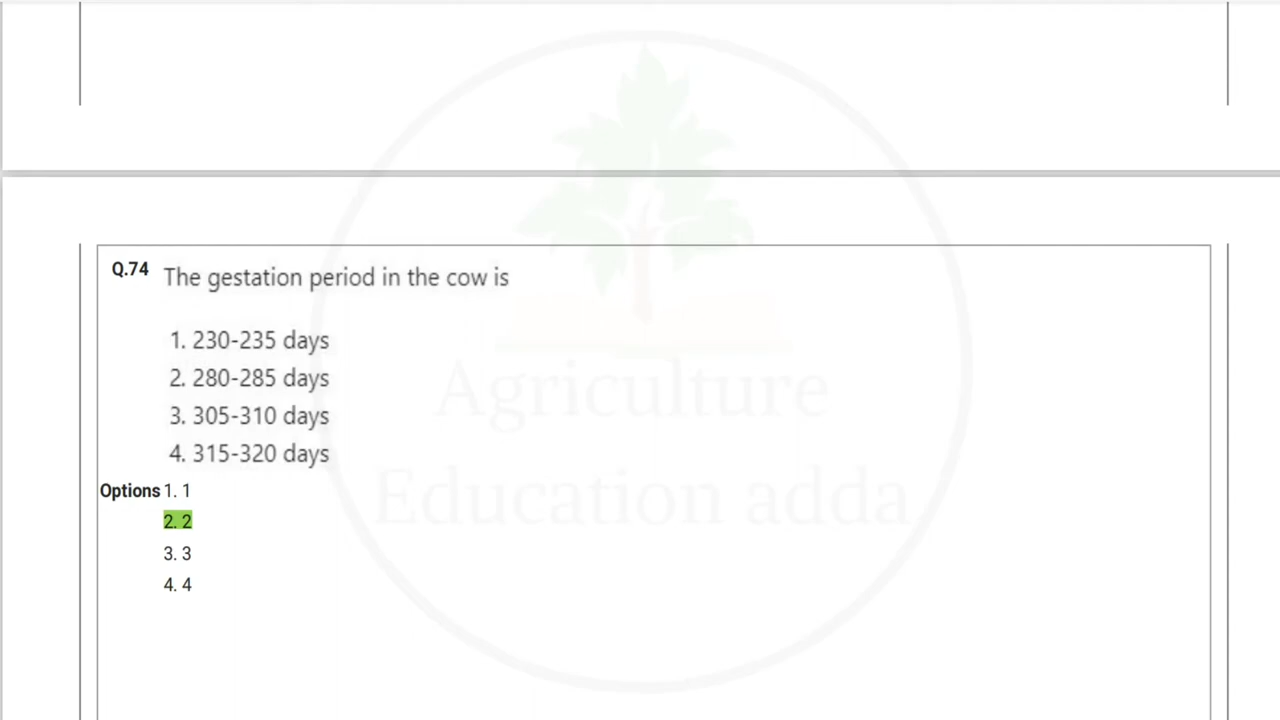 Q.74 The gestation period in the cow is
1. 230-235 days
2. 280-285 days
3. 305-310 days
4. 315-320 days
Options 1. 1
2. 2
3. 3
4. 4
Agriculture
Education adda